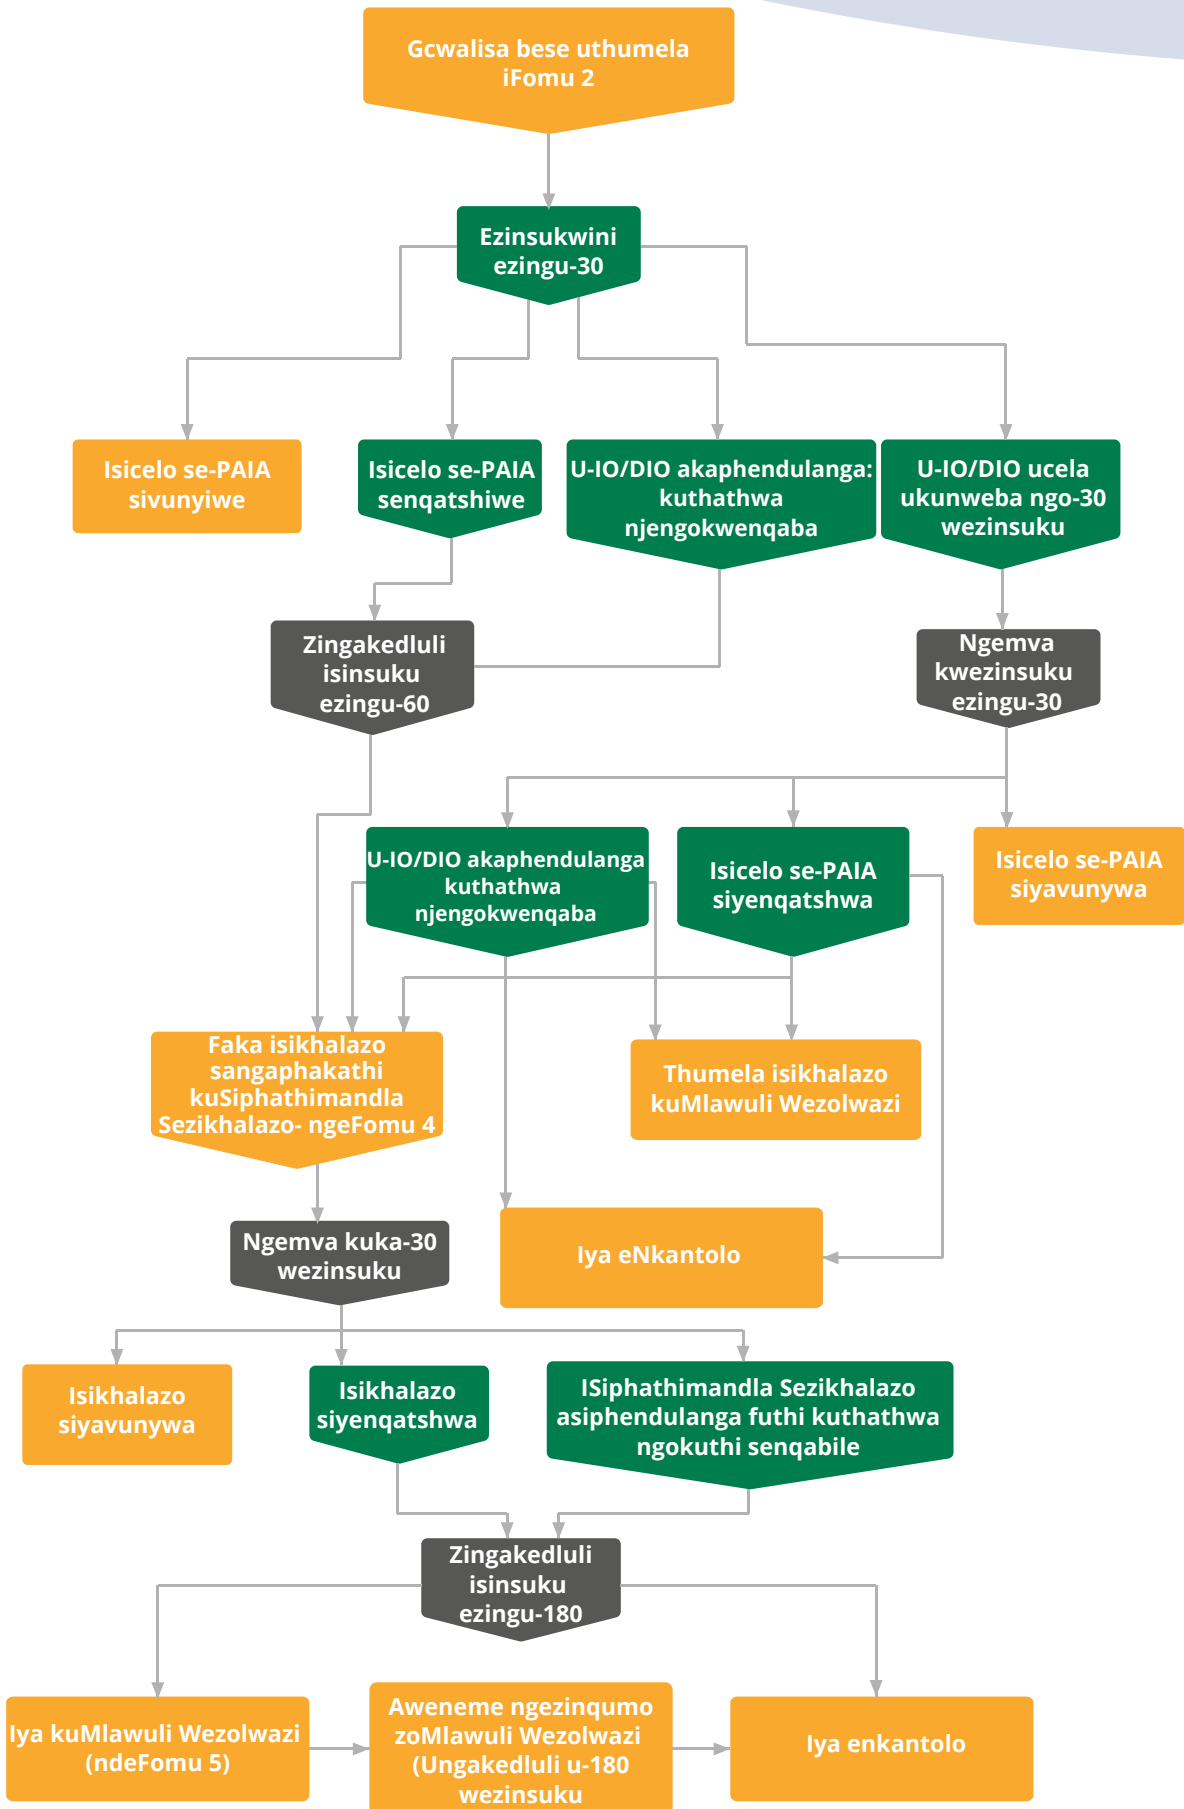 Gcwalisa bese uthumela
iFomu 2
Ezinsukwini
ezingu-30
Isicelo se-PAIA
sivunyiwe
Isicelo se-PAIA
senqatshiwe
U-IO/DIO akaphendulanga:
kuthathwa
njengokwenqaba
U-IO/DIO ucela
ukunweba ngo-30
wezinsuku
Zingakedluli
isinsuku
ezingu-60
Ngemva
kwezinsuku
ezingu-30
U-IO/DIO akaphendulanga
kuthathwa
njengokwenqaba
Isicelo se-PAIA
siyenqatshwa
Isicelo se-PAIA
siyavunywa
Faka isikhalazo
sangaphakathi
kuSiphathimandla
Sezikhalazo- ngeFomu 4
Thumela isikhalazo
kuMlawuli Wezolwazi
Ngemva kuka-30
wezinsuku
Iya eNkantolo
Isikhalazo
siyavunywa
Isikhalazo
siyenqatshwa
ISiphathimandla Sezikhalazo
asiphendulanga futhi kuthathwa
ngokuthi senqabile
Zingakedluli
isinsuku
ezingu-180
Iya kuMlawuli Wezolwazi
(ndeFomu 5)
Aweneme ngezinqumo
zoMlawuli Wezolwazi
(Ungakedluli u-180
wezinsuku
Iya enkantolo